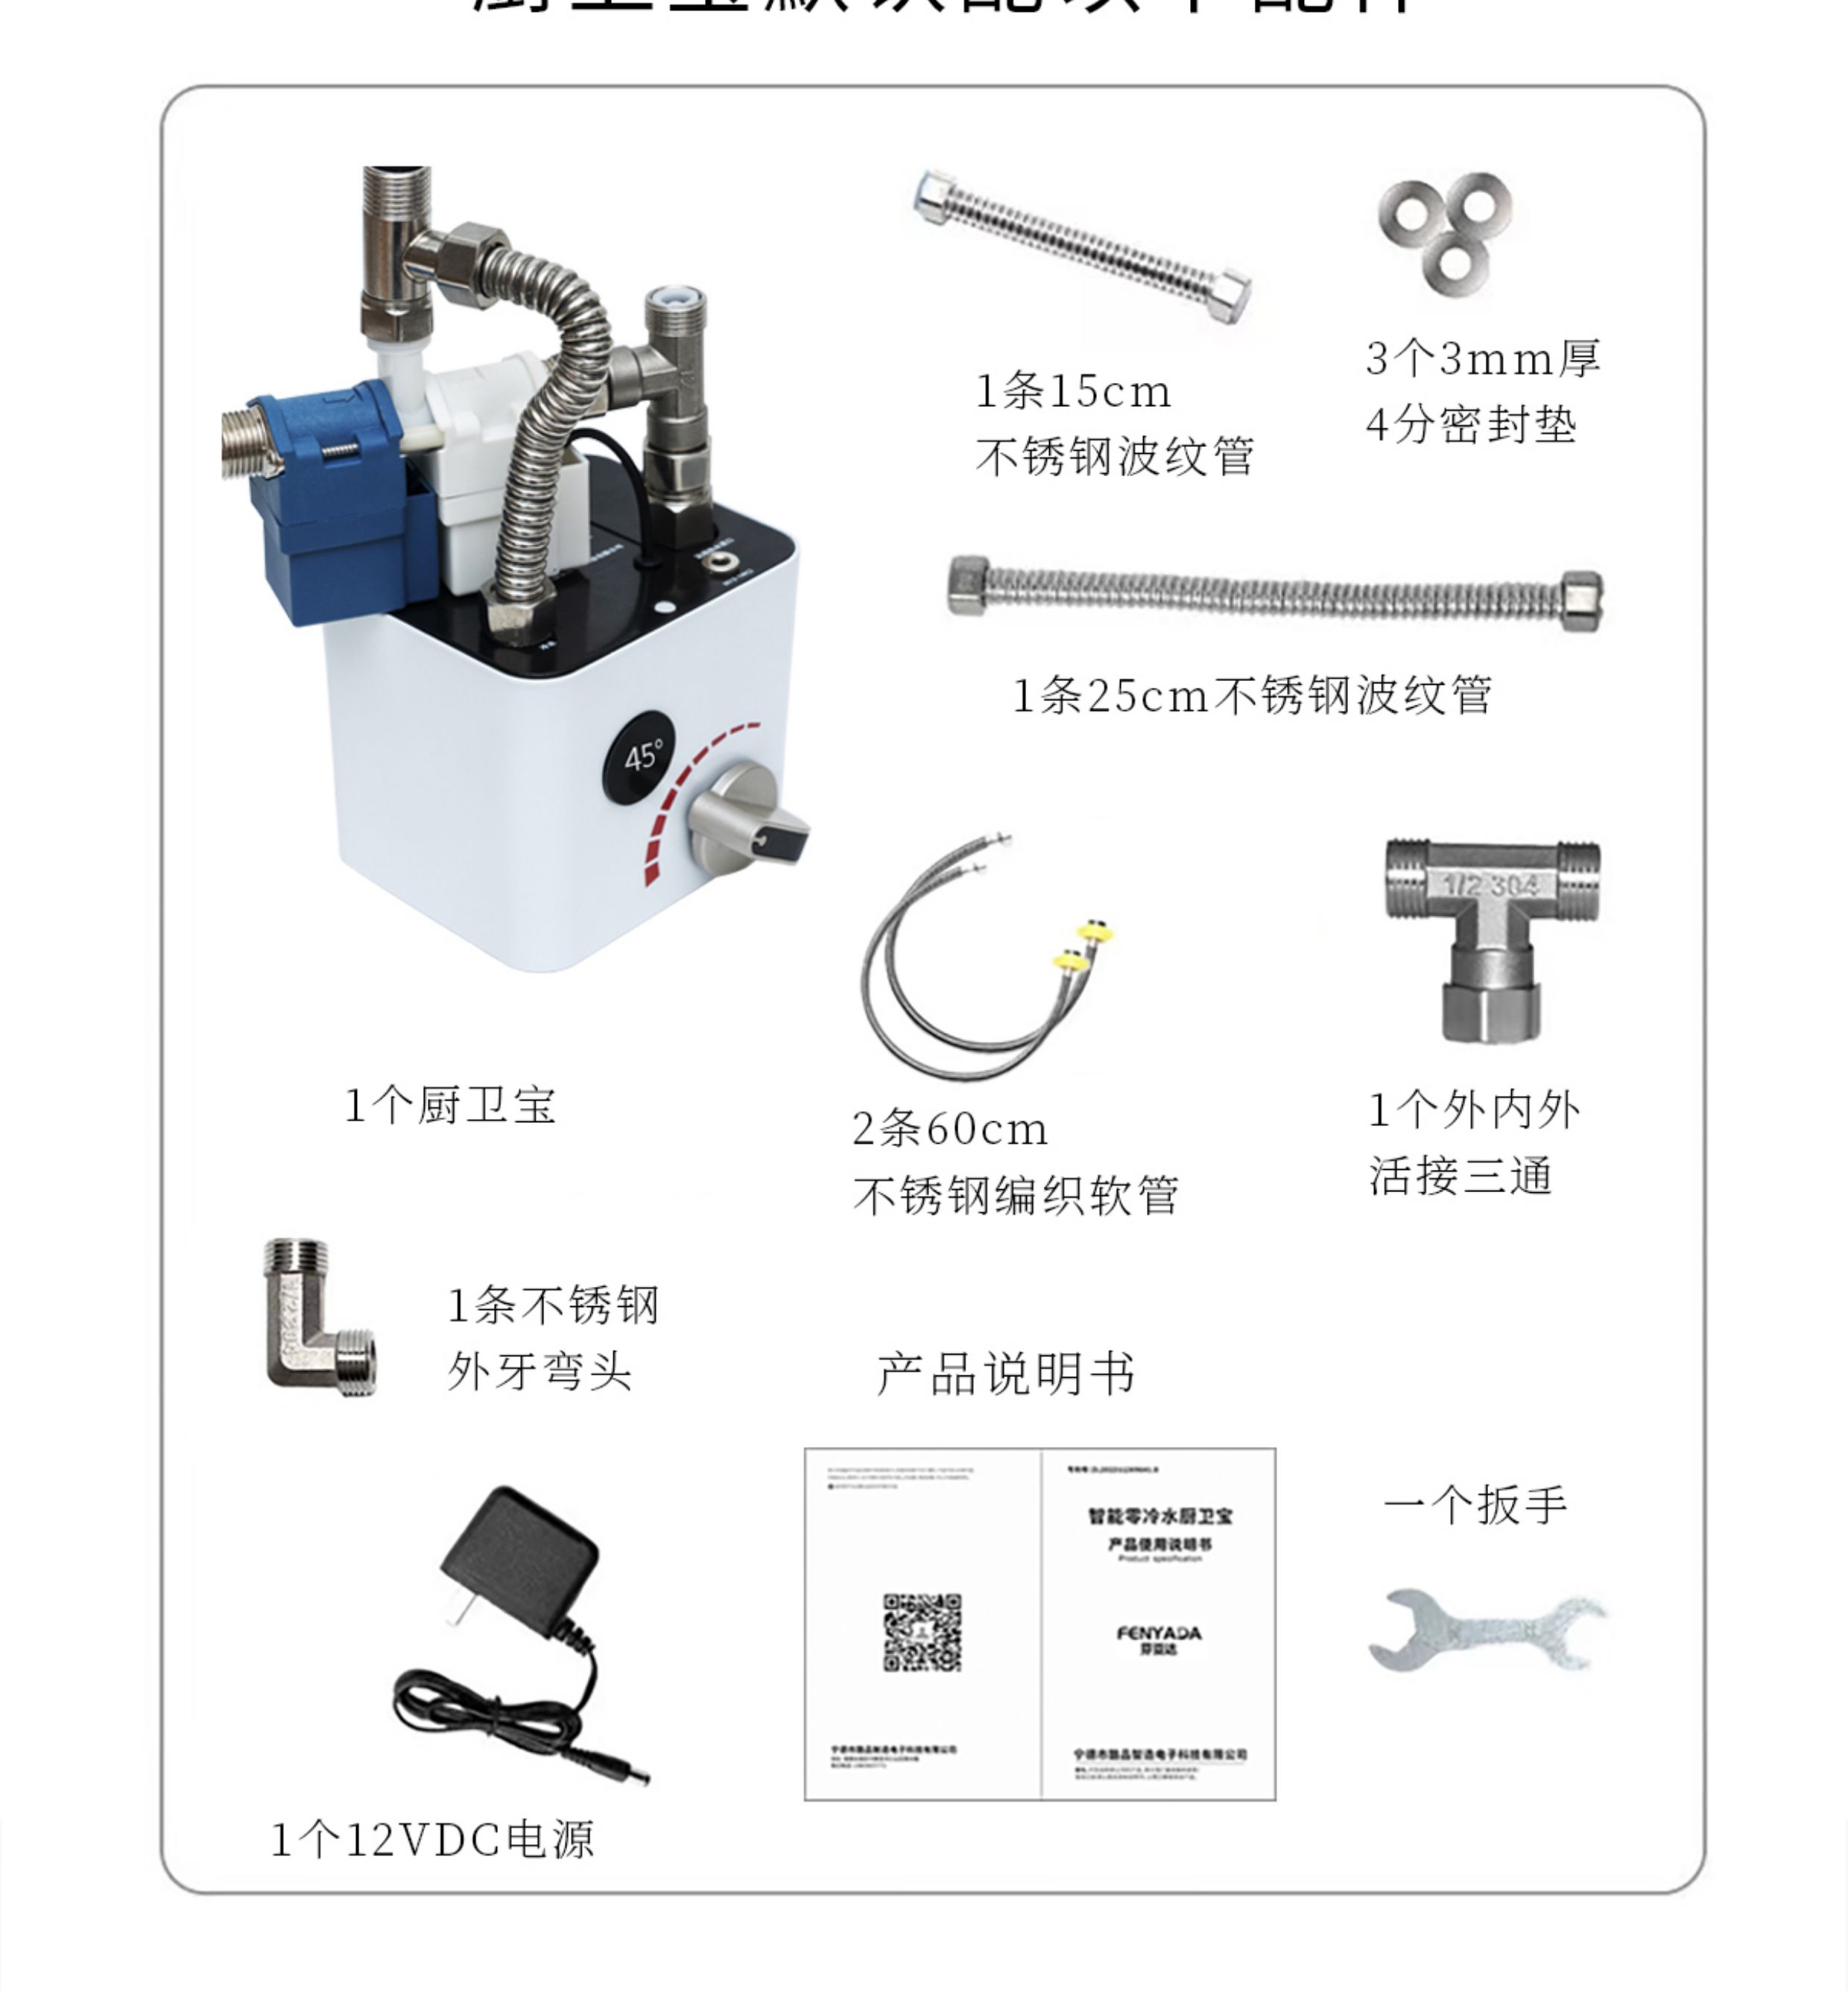 1条15cm
不锈钢波纹管
3个3mm厚
4分密封垫
1条25cm不锈钢波纹管
45°
1/2 304
1个厨卫宝
2条60cm
不锈钢编织软管
1个外内外
活接三通
1条不锈钢
外牙弯头
产品说明书
智能零冷水厨卫宝
产品使用说明书
Product specification
FENYADA
芬亚达
一个扳手
1个12VDC电源